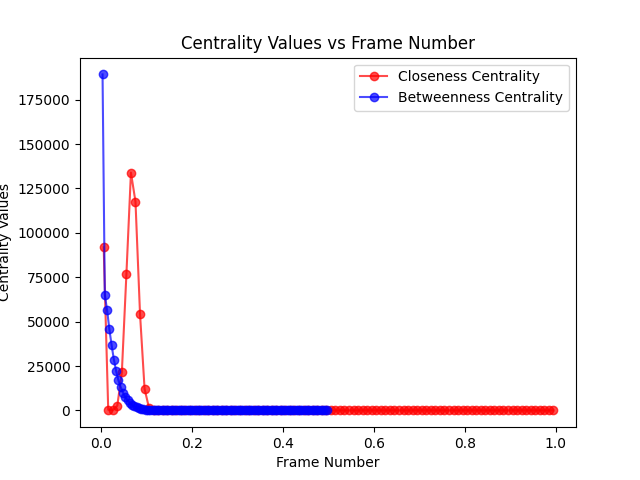 Centrality Values vs Frame Number
Closeness Centrality
Betweenness Centrality
Centrality Values
175000
150000
125000
100000
75000
50000
25000
0
0.0
0.2
0.4
0.6
0.8
1.0
Frame Number